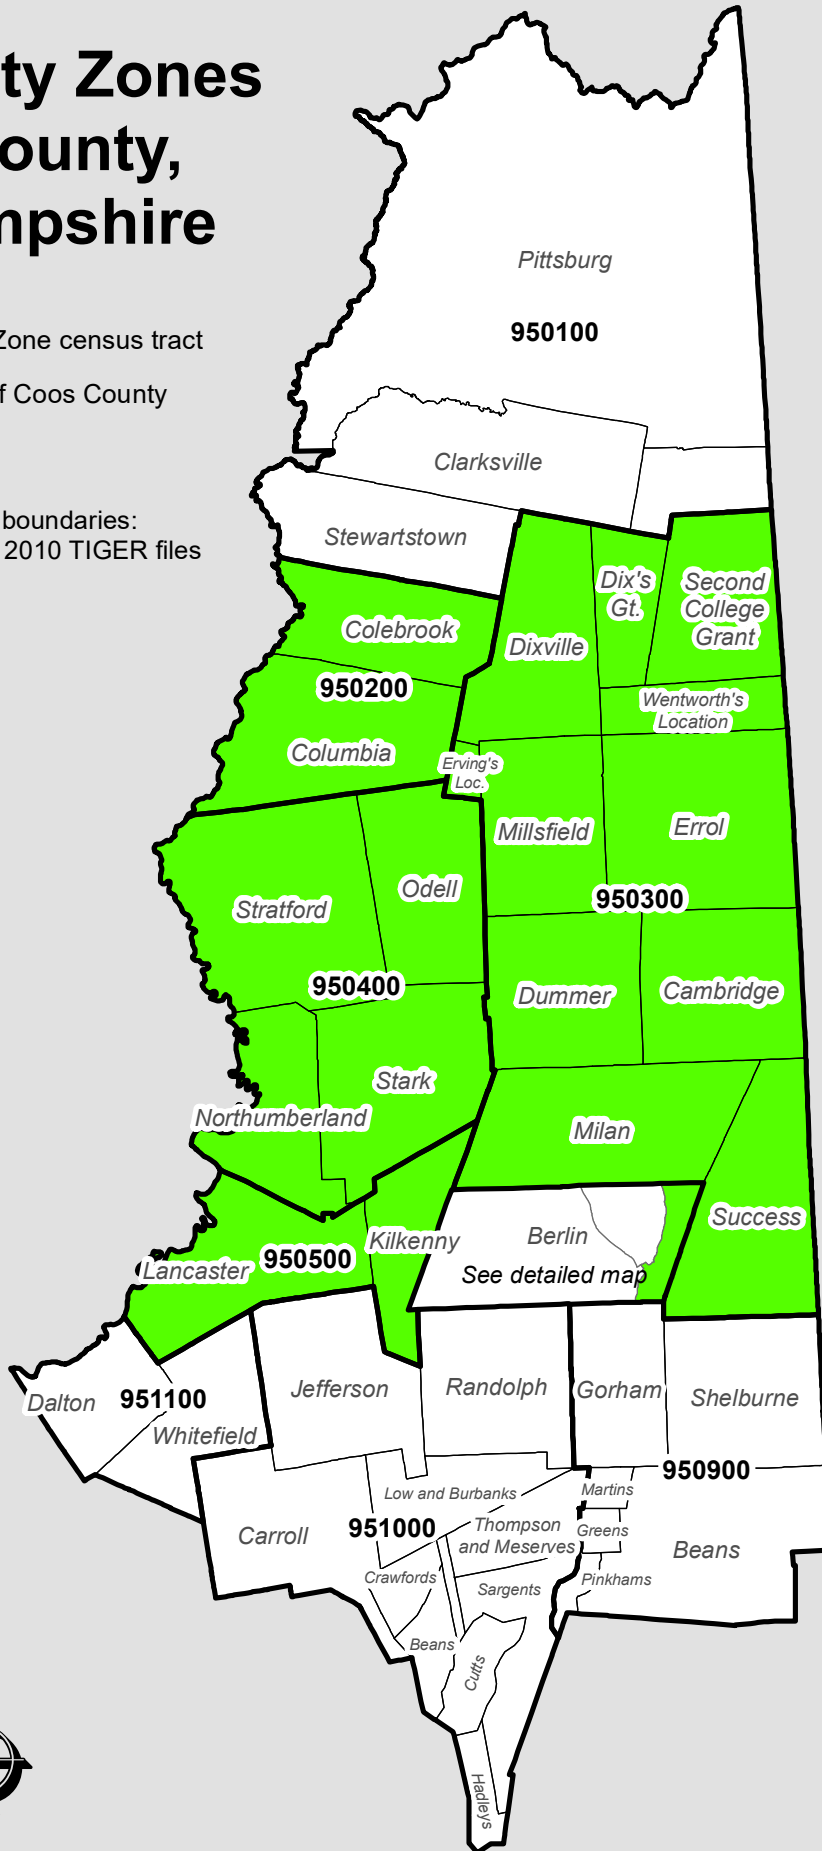 ty Zones
ounty,
mpshire
Zone census tract
f Coos County
boundaries:
2010 TIGER files
Pittsburg
950100
Clarksville
Stewartstown
Dix's
Gt.
Second
College
Grant
Colebrook
Dixville
950200
Wentworth's
Location
Columbia
Erving's
Loc.
Millsfield
Errol
Odell
950300
Stratford
950400
Dummer
Cambridge
Stark
Northumberland
Milan
Success
Kilkenny
Berlin
See detailed map
Lancaster
950500
Dalton
951100
Whitefield
Jefferson
Randolph
Gorham
Shelburne
950900
Low and Burbanks
Martins
Carroll
951000
Thompson
and Meserves
Greens
Beans
Crawfords
Sargents
Pinkhams
Beans
Cutts
Hadleys